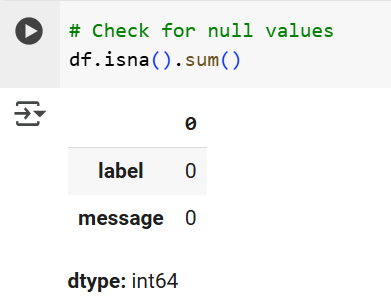 # Check for null values
df.isna().sum()
0
label 0
message 0
dtype: int64